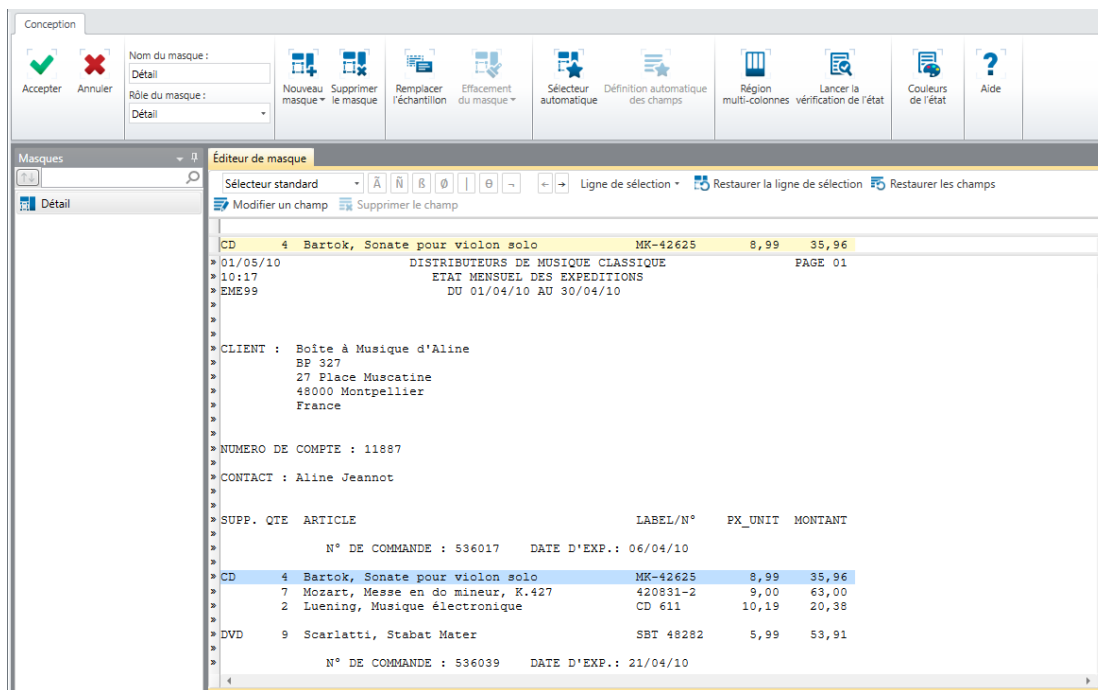 Conception
Accepter
Annuler
Nom du masque :
Détail
Rôle du masque :
Détail
Nouveau masque
Supprimer le masque
Remplacer l'échantillon
Effacement du masque
Sélecteur automatique
Définition automatique des champs
Région multi-colonnes
Lancer la vérification de l'état
Couleurs de l'état
? Aide
Masques
Détail
Éditeur de masque
Sélecteur standard Ã Ñ ß Ø | θ ¬ ← → Ligne de sélection Restaurer la ligne de sélection Restaurer les champs
Modifier un champ Supprimer le champ
CD 4 Bartok, Sonate pour violon solo MK-42625 8,99 35,96
» 01/05/10 DISTRIBUTEURS DE MUSIQUE CLASSIQUE PAGE 01
» 10:17 ETAT MENSUEL DES EXPEDITIONS
» EME99 DU 01/04/10 AU 30/04/10
»
»
»
» CLIENT : Boîte à Musique d'Aline
» BP 327
» 27 Place Muscatine
» 48000 Montpellier
» France
»
»
» NUMERO DE COMPTE : 11887
»
» CONTACT : Aline Jeannot
»
»
» SUPP. QTE ARTICLE LABEL/N° PX_UNIT MONTANT
»
» N° DE COMMANDE : 536017 DATE D'EXP.: 06/04/10
»
» CD 4 Bartok, Sonate pour violon solo MK-42625 8,99 35,96
» 7 Mozart, Messe en do mineur, K.427 420831-2 9,00 63,00
» 2 Luening, Musique électronique CD 611 10,19 20,38
»
» DVD 9 Scarlatti, Stabat Mater SBT 48282 5,99 53,91
»
» N° DE COMMANDE : 536039 DATE D'EXP.: 21/04/10